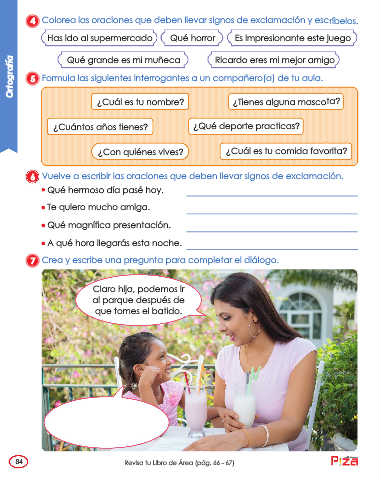 Ortografía
4 Colorea las oraciones que deben llevar signos de exclamación y escríbelos.
Has ido al supermercado
Qué horror
Es impresionante este juego
Qué grande es mi muñeca
Ricardo eres mi mejor amigo
5 Formula las siguientes interrogantes a un compañero(a) de tu aula.
¿Cuál es tu nombre?
¿Tienes alguna mascota?
¿Cuántos años tienes?
¿Qué deporte practicas?
¿Con quiénes vives?
¿Cuál es tu comida favorita?
6 Vuelve a escribir las oraciones que deben llevar signos de exclamación.
• Qué hermoso día pasé hoy.
• Te quiero mucho amiga.
• Qué magnífica presentación.
• A qué hora llegarás esta noche.
7 Crea y escribe una pregunta para completar el diálogo.
Claro hija, podemos ir
al parque después de
que tomes el batido.
84
Revisa tu Libro de Área (pág. 66 - 67)